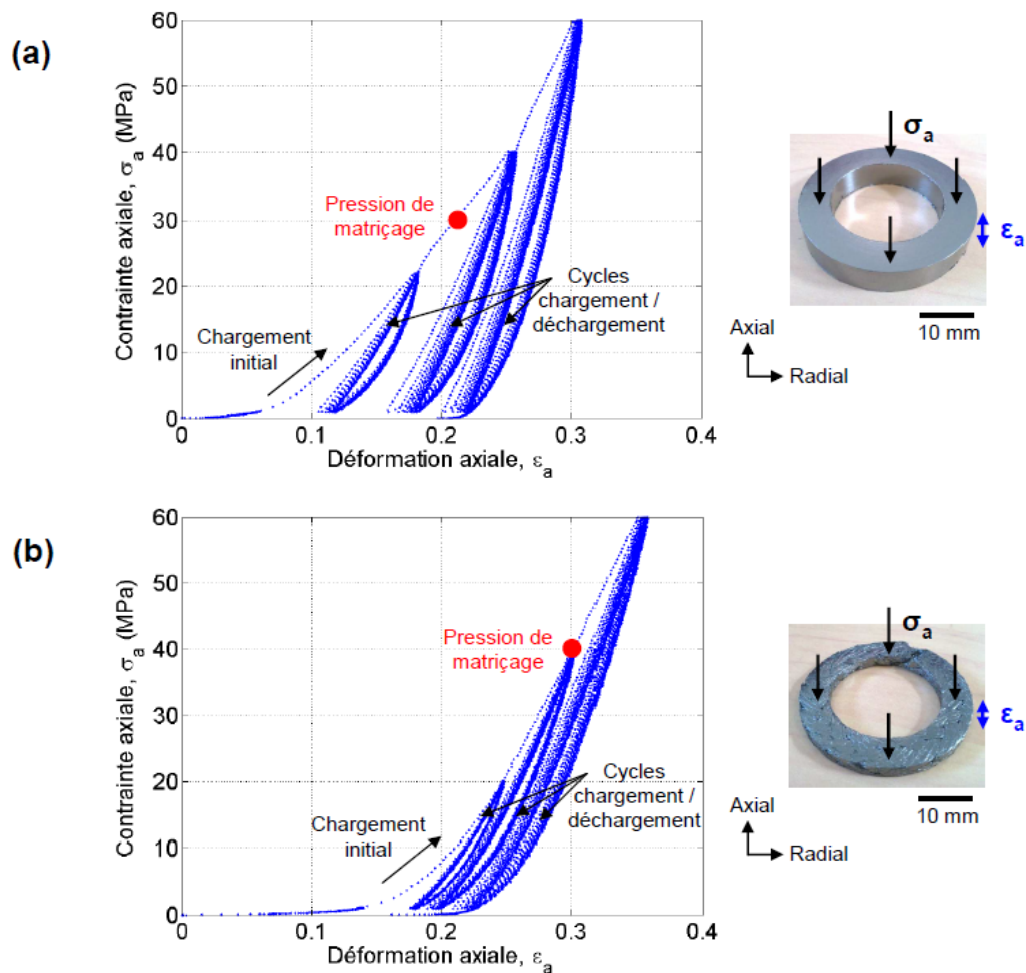 (a)
Contrainte axiale, σa (MPa)
60
50
40
30
20
10
0
Pression de
matriçage
Chargement
initial
Cycles
chargement /
déchargement
0
0.1
0.2
0.3
0.4
Déformation axiale, εa
σa
εa
10 mm
Axial
Radial
(b)
Contrainte axiale, σa (MPa)
60
50
40
30
20
10
0
Pression de
matriçage
Chargement
initial
Cycles
chargement /
déchargement
0
0.1
0.2
0.3
0.4
Déformation axiale, εa
σa
εa
10 mm
Axial
Radial